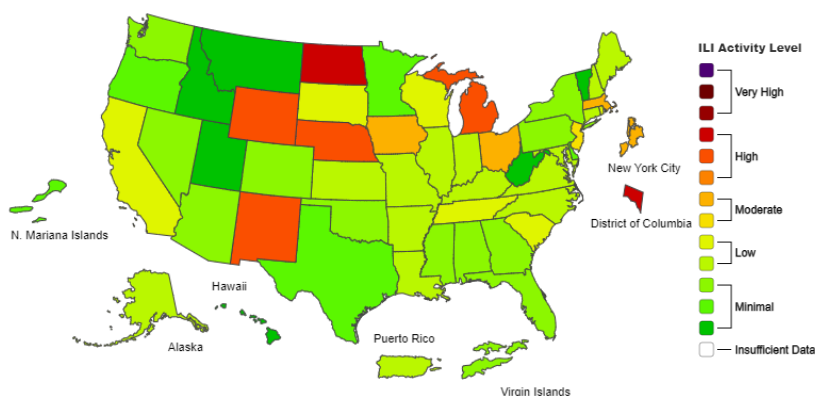 ILI Activity Level
Very High
High
Moderate
Low
Minimal
Insufficient Data
New York City
District of Columbia
N. Mariana Islands
Hawaii
Alaska
Puerto Rico
Virgin Islands